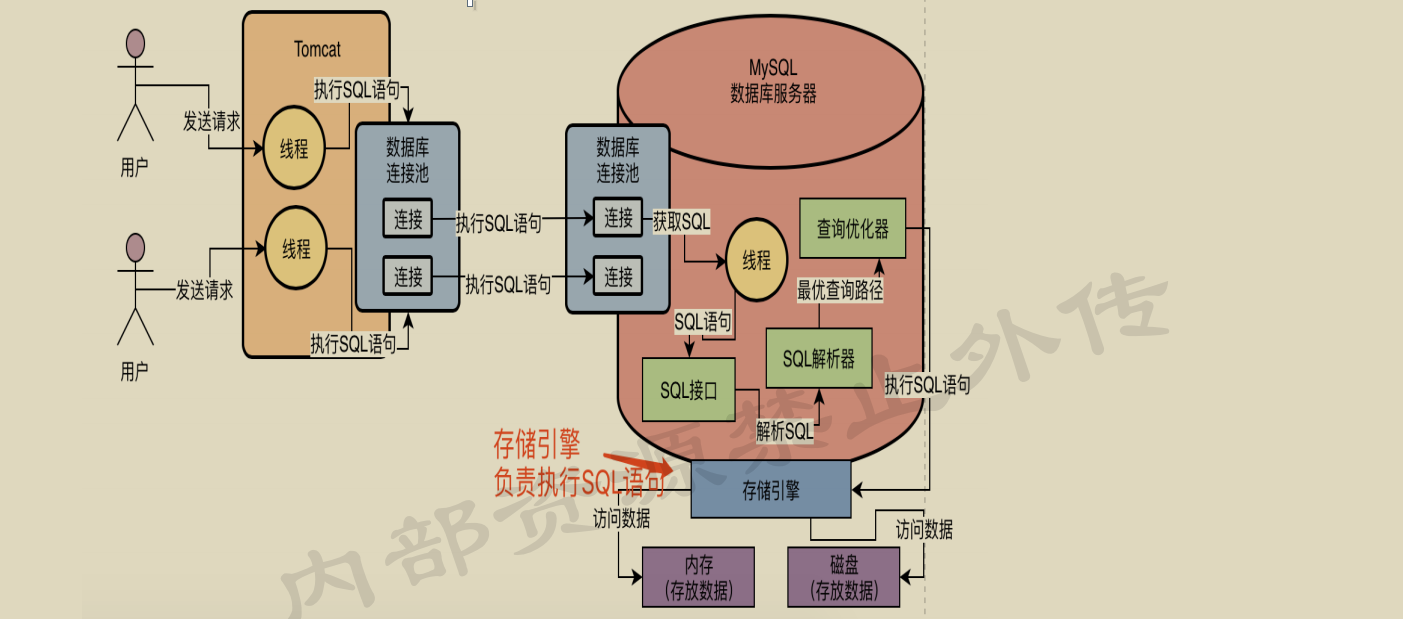 Tomcat
执行SQL语句
发送请求
用户
线程
数据库
连接池
连接
连接
线程
发送请求
用户
执行SQL语句
执行SQL语句
执行SQL语句
MySQL
数据库服务器
数据库
连接池
连接
连接
获取SQL
线程
查询优化器
最优查询路径
SQL语句
SQL接口
SQL解析器
解析SQL
执行SQL语句
存储引擎
负责执行SQL语句
存储引擎
访问数据
访问数据
内存
(存放数据)
磁盘
(存放数据)
内部资源禁止外传